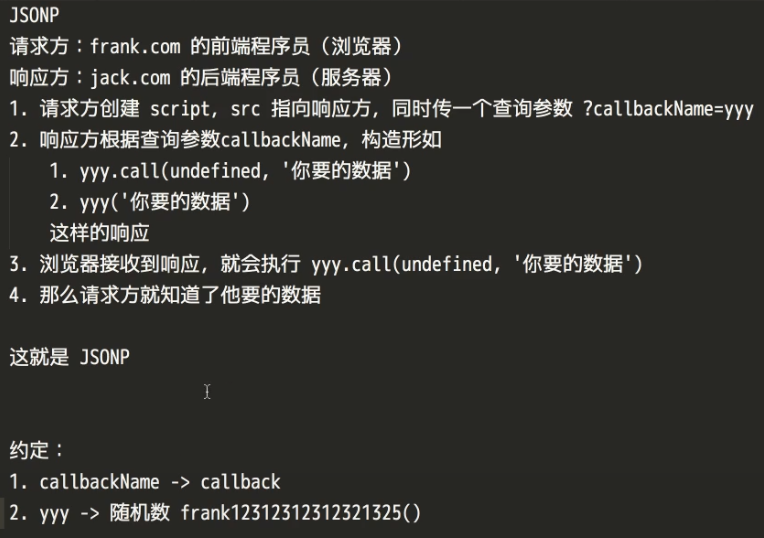 JSONP
请求方：frank.com 的前端程序员（浏览器）
响应方：jack.com 的后端程序员（服务器）
1. 请求方创建 script, src 指向响应方, 同时传一个查询参数 ?callbackName=yyy
2. 响应方根据查询参数callbackName, 构造形如
1. yyy.call(undefined, '你要的数据')
2. yyy('你要的数据')
这样的响应
3. 浏览器接收到响应, 就会执行 yyy.call(undefined, '你要的数据')
4. 那么请求方就知道了他要的数据
这就是 JSONP
约定：
1. callbackName -> callback
2. yyy -> 随机数 frank12312312312321325()